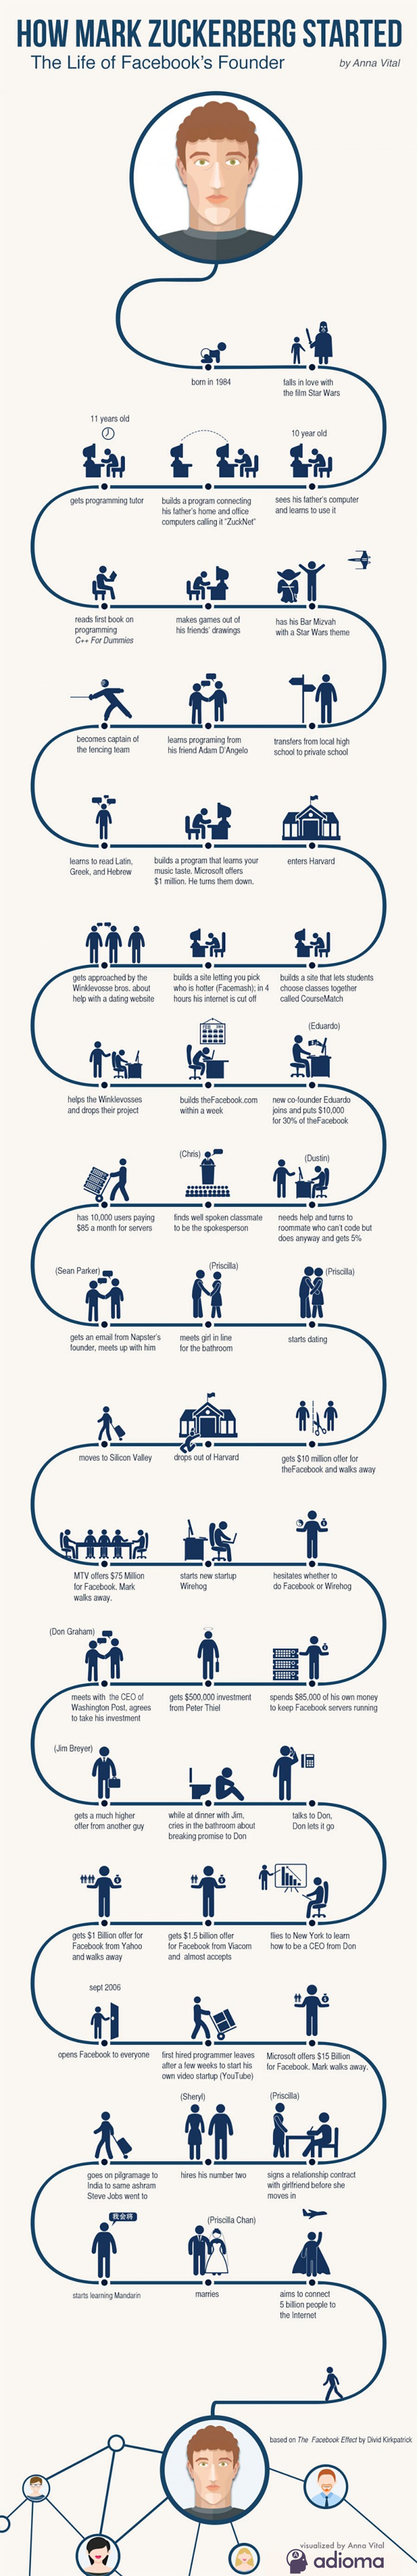 HOW MARK ZUCKERBERG STARTED
The Life of Facebook's Founder
by Anna Vital
born in 1984
falls in love with
the film Star Wars
10 year old
sees his father's computer
and learns to use it
builds a program connecting
his father's home and office
computers calling it "ZuckNet"
11 years old
gets programming tutor
reads first book on
programming
C++ For Dummies
makes games out of
his friends' drawings
has his Bar Mizvah
with a Star Wars theme
transfers from local high
school to private school
learns programing from
his friend Adam D'Angelo
becomes captain of
the fencing team
learns to read Latin,
Greek, and Hebrew
builds a program that learns your
music taste. Microsoft offers
$1 million. He turns them down.
enters Harvard
builds a site that lets students
choose classes together
called CourseMatch
builds a site letting you pick
who is hotter (Facemash); in 4
hours his internet is cut off
gets approached by the
Winklevosse bros. about
help with a dating website
helps the Winklevosses
and drops their project
builds theFacebook.com
within a week
(Eduardo)
new co-founder Eduardo
joins and puts $10,000
for 30% of theFacebook
(Dustin)
needs help and turns to
roommate who can't code but
does anyway and gets 5%
(Chris)
finds well spoken classmate
to be the spokesperson
has 10,000 users paying
$85 a month for servers
(Sean Parker)
gets an email from Napster's
founder, meets up with him
(Priscilla)
meets girl in line
for the bathroom
(Priscilla)
starts dating
gets $10 million offer for
theFacebook and walks away
drops out of Harvard
moves to Silicon Valley
MTV offers $75 Million
for Facebook. Mark
walks away.
starts new startup
Wirehog
hesitates whether to
do Facebook or Wirehog
spends $85,000 of his own money
to keep Facebook servers running
gets $500,000 investment
from Peter Thiel
(Don Graham)
meets with the CEO of
Washington Post, agrees
to take his investment
(Jim Breyer)
gets a much higher
offer from another guy
while at dinner with Jim,
cries in the bathroom about
breaking promise to Don
talks to Don,
Don lets it go
flies to New York to learn
how to be a CEO from Don
gets $1.5 billion offer
for Facebook from Viacom
and almost accepts
gets $1 Billion offer for
Facebook from Yahoo
and walks away
sept 2006
opens Facebook to everyone
first hired programmer leaves
after a few weeks to start his
own video startup (YouTube)
Microsoft offers $15 Billion
for Facebook. Mark walks away.
(Priscilla)
signs a relationship contract
with girlfriend before she
moves in
(Sheryl)
hires his number two
goes on pilgramage to
India to same ashram
Steve Jobs went to
我会将
starts learning Mandarin
(Priscilla Chan)
marries
aims to connect
5 billion people to
the Internet
based on The Facebook Effect by Divid Kirkpatrick
visualized by Anna Vital
adioma